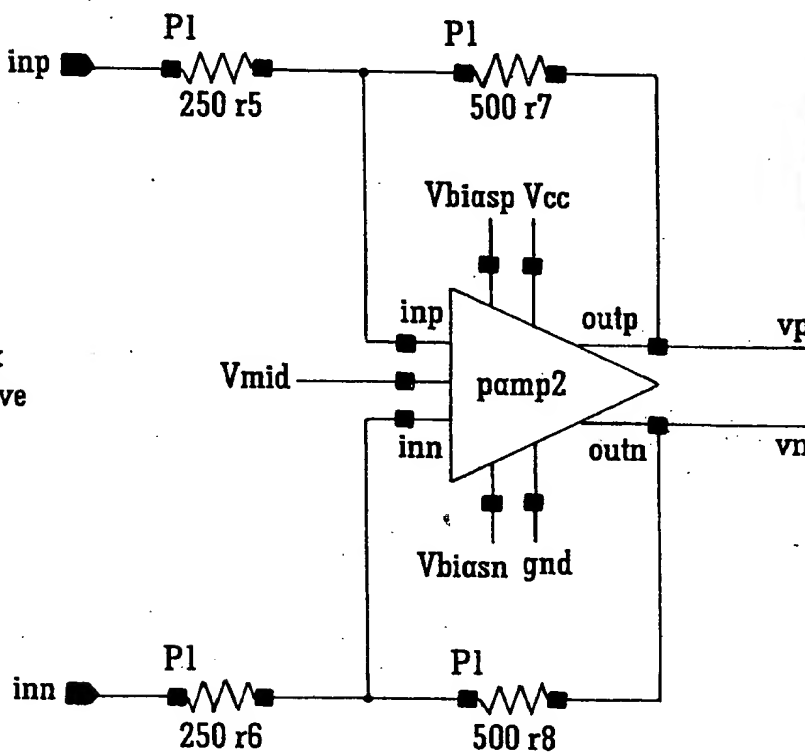 P1 P1
inp
250 r5 500 r7
Vbiasp Vcc
inp outp vp
Vmid pamp2
ve
inn outn vn
Vbiasn gnd
P1 P1
inn
250 r6 500 r8